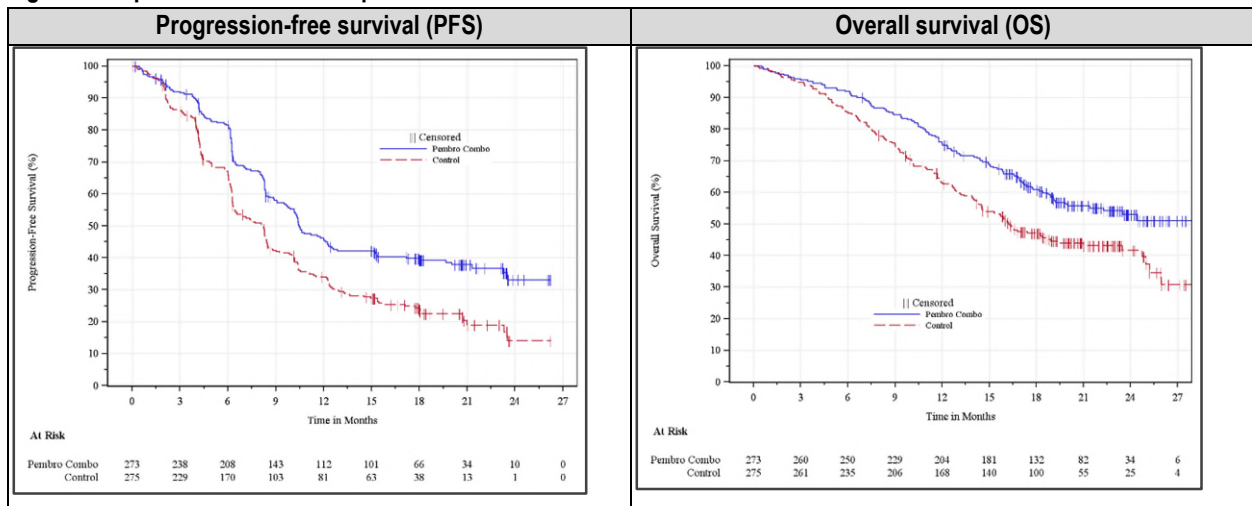 Progression-free survival (PFS)
Overall survival (OS)
100
90
80
70
60
50
40
30
20
10
0
Progression-Free Survival (%)
|| Censored
Pembro Combo
Control
0 3 6 9 12 15 18 21 24 27
Time in Months
At Risk
Pembro Combo 273 238 208 143 112 101 66 34 10 0
Control 275 229 170 103 81 63 38 13 1 0
100
90
80
70
60
50
40
30
20
10
0
Overall Survival (%)
|| Censored
Pembro Combo
Control
0 3 6 9 12 15 18 21 24 27
Time in Months
At Risk
Pembro Combo 273 260 250 229 204 181 132 82 34 6
Control 275 261 235 206 168 140 100 55 25 4